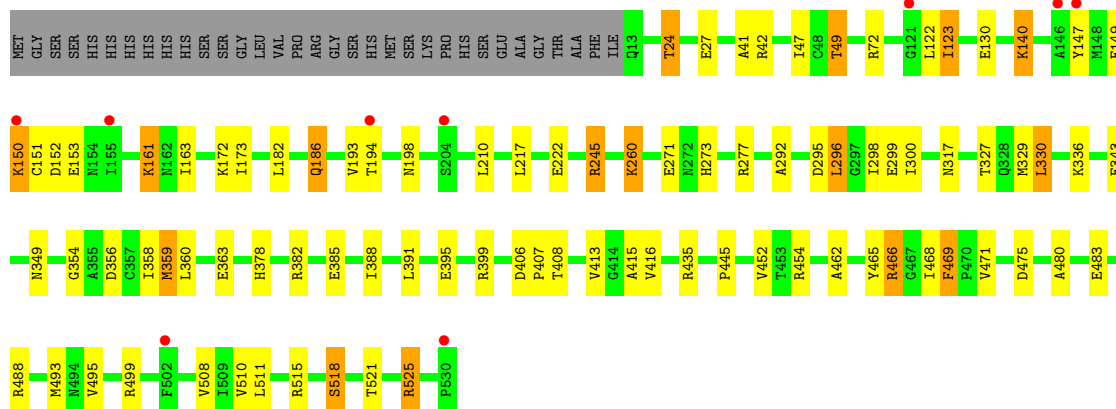 MET GLY SER SER HIS HIS HIS HIS HIS HIS SER SER GLY LEU VAL PRO ARG GLY SER HIS MET SER LYS PRO HIS SER GLU ALA GLY THR ALA PHE ILE Q13 T24 E27 A41 R42 I47 C48 T49 R72 G121 L122 I123 E130 K140 A146 Y147 M148
K150 C151 D152 E153 N154 I155 K161 N162 I163 K172 I173 L182 Q186 V193 T194 N198 S204 L210 L217 E222 R245 K260 E271 N272 H273 R277 A292 D295 L296 G297 I298 E299 I300 N317 T327 Q328 M329 L330 K336
N349 G354 A355 D356 C357 I358 M359 L360 E363 H378 R382 E385 I388 L391 E395 R399 D406 P407 T408 V413 G414 A415 V416 R435 P445 V452 T453 R454 A462 Y465 R466 G467 I468 F469 P470 V471 D475 A480 E483
R488 M493 N494 V495 R499 F502 V508 I509 V510 L511 R515 S518 T521 R525 P530